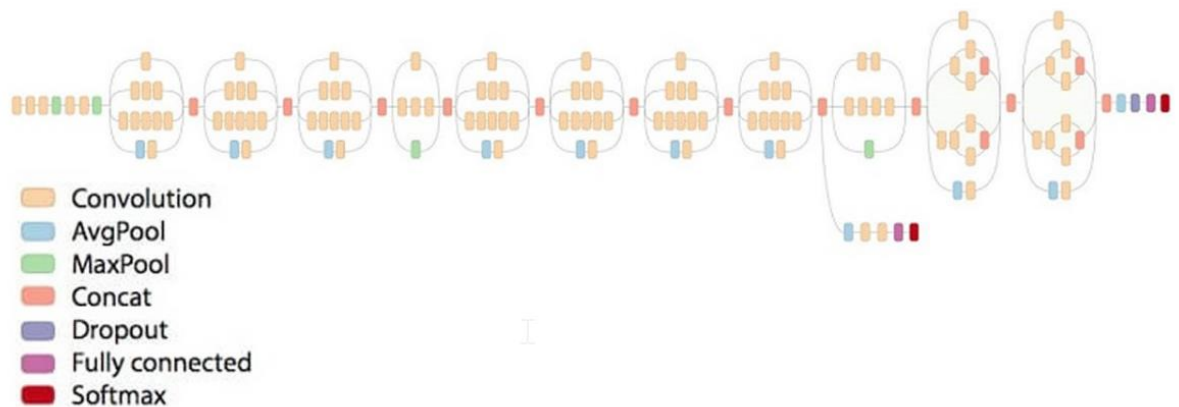 Convolution
AvgPool
MaxPool
Concat
Dropout
Fully connected
Softmax